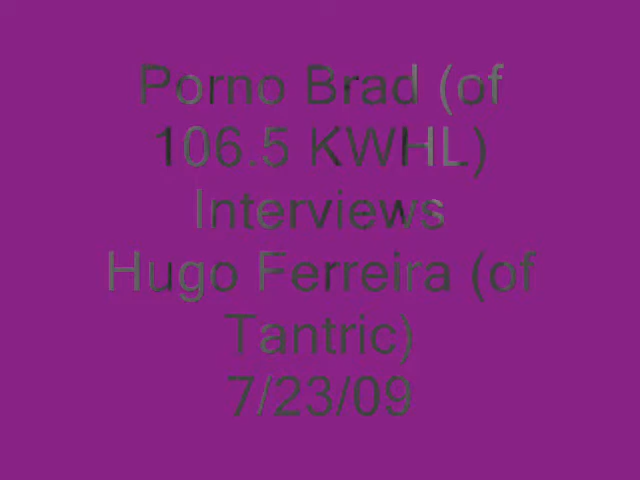 Porno Brad (of
106.5 KWHL)
Interviews
Hugo Ferreira (of
Tantric)
7/23/09